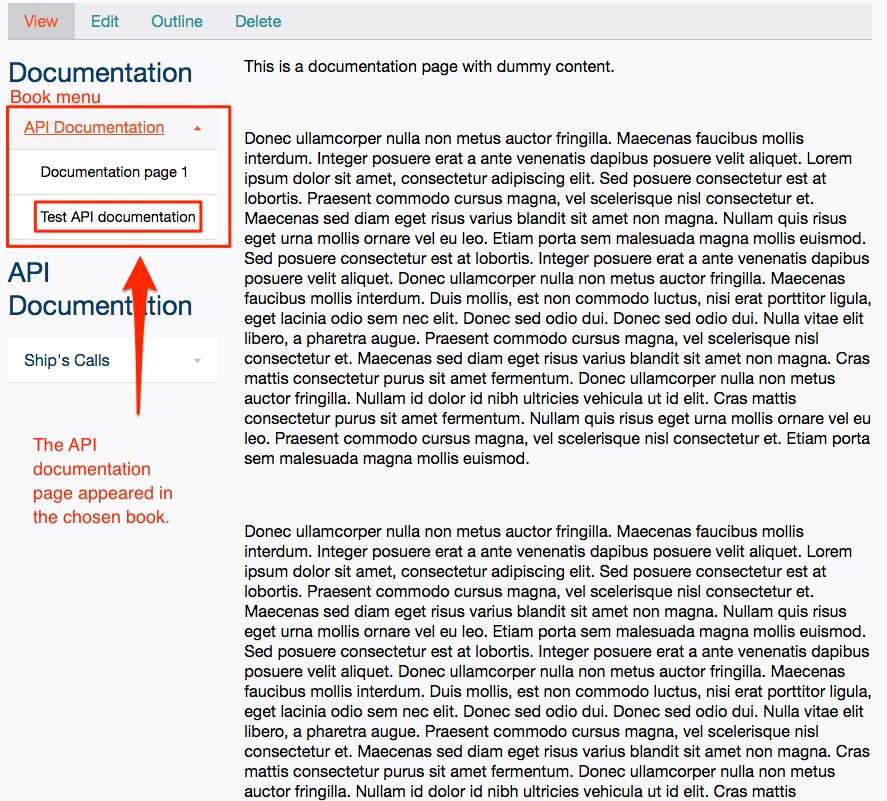 View Edit Outline Delete
Documentation
Book menu
API Documentation
Documentation page 1
Test API documentation
API
Documentation
Ship's Calls
The API
documentation
page appeared in
the chosen book.
This is a documentation page with dummy content.
Donec ullamcorper nulla non metus auctor fringilla. Maecenas faucibus mollis
interdum. Integer posuere erat a ante venenatis dapibus posuere velit aliquet. Lorem
ipsum dolor sit amet, consectetur adipiscing elit. Sed posuere consectetur est at
lobortis. Praesent commodo cursus magna, vel scelerisque nisl consectetur et.
Maecenas sed diam eget risus varius blandit sit amet non magna. Nullam quis risus
eget urna mollis ornare vel eu leo. Etiam porta sem malesuada magna mollis euismod.
Sed posuere consectetur est at lobortis. Integer posuere erat a ante venenatis dapibus
posuere velit aliquet. Donec ullamcorper nulla non metus auctor fringilla. Maecenas
faucibus mollis interdum. Duis mollis, est non commodo luctus, nisi erat porttitor ligula,
eget lacinia odio sem nec elit. Donec sed odio dui. Donec sed odio dui. Nulla vitae elit
libero, a pharetra augue. Praesent commodo cursus magna, vel scelerisque nisl
consectetur et. Maecenas sed diam eget risus varius blandit sit amet non magna. Cras
mattis consectetur purus sit amet fermentum. Donec ullamcorper nulla non metus
auctor fringilla. Nullam id dolor id nibh ultricies vehicula ut id elit. Cras mattis
consectetur purus sit amet fermentum. Nullam quis risus eget urna mollis ornare vel eu
leo. Praesent commodo cursus magna, vel scelerisque nisl consectetur et. Etiam porta
sem malesuada magna mollis euismod.
Donec ullamcorper nulla non metus auctor fringilla. Maecenas faucibus mollis
interdum. Integer posuere erat a ante venenatis dapibus posuere velit aliquet. Lorem
ipsum dolor sit amet, consectetur adipiscing elit. Sed posuere consectetur est at
lobortis. Praesent commodo cursus magna, vel scelerisque nisl consectetur et.
Maecenas sed diam eget risus varius blandit sit amet non magna. Nullam quis risus
eget urna mollis ornare vel eu leo. Etiam porta sem malesuada magna mollis euismod.
Sed posuere consectetur est at lobortis. Integer posuere erat a ante venenatis dapibus
posuere velit aliquet. Donec ullamcorper nulla non metus auctor fringilla. Maecenas
faucibus mollis interdum. Duis mollis, est non commodo luctus, nisi erat porttitor ligula,
eget lacinia odio sem nec elit. Donec sed odio dui. Donec sed odio dui. Nulla vitae elit
libero, a pharetra augue. Praesent commodo cursus magna, vel scelerisque nisl
consectetur et. Maecenas sed diam eget risus varius blandit sit amet non magna. Cras
mattis consectetur purus sit amet fermentum. Donec ullamcorper nulla non metus
auctor fringilla. Nullam id dolor id nibh ultricies vehicula ut id elit. Cras mattis